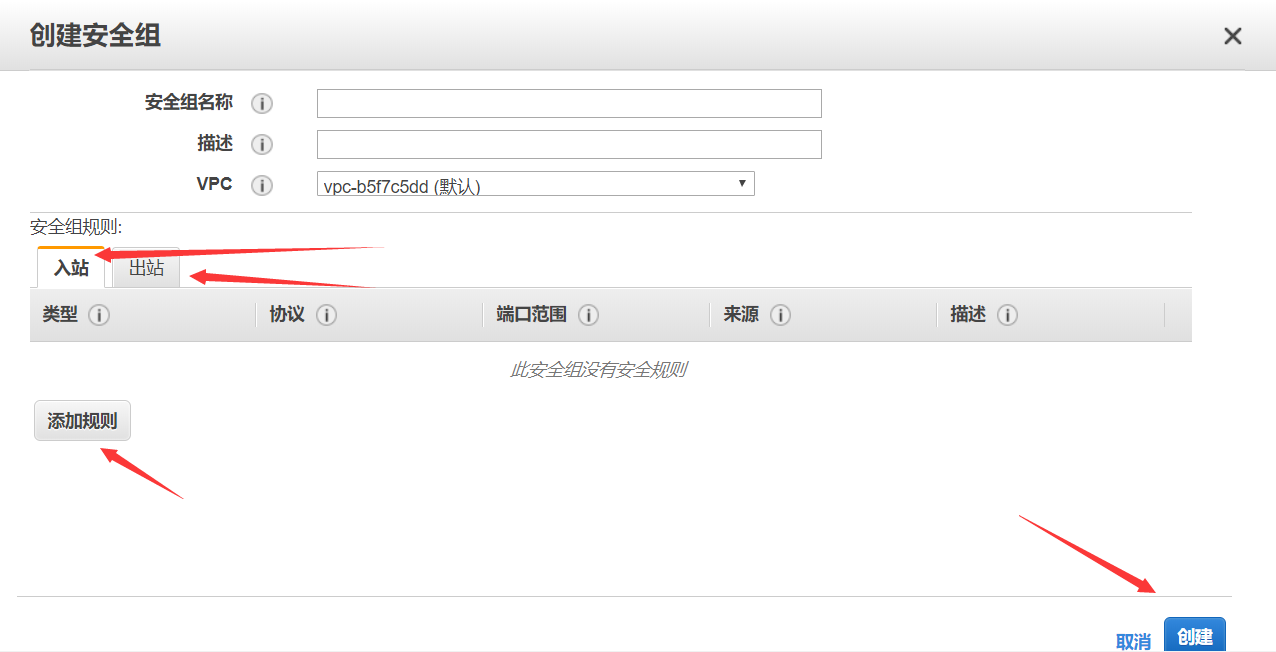 创建安全组
安全组名称
描述
VPC
vpc-b5f7c5dd (默认)
安全组规则:
入站 出站
类型 协议 端口范围 来源 描述
此安全组没有安全规则
添加规则
取消 创建